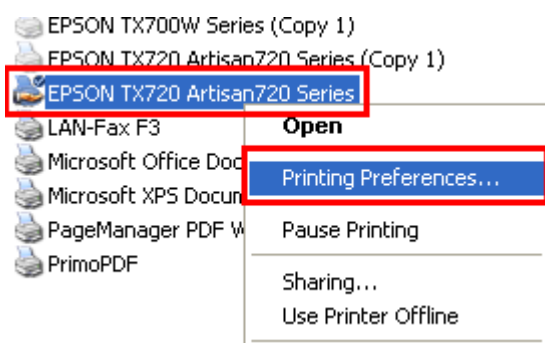 EPSON TX700W Series (Copy 1)
EPSON TX720 Artisan720 Series (Copy 1)
EPSON TX720 Artisan720 Series
LAN-Fax F3
Microsoft Office Doc
Microsoft XPS Docum
PageManager PDF W
PrimoPDF
Open
Printing Preferences...
Pause Printing
Sharing...
Use Printer Offline